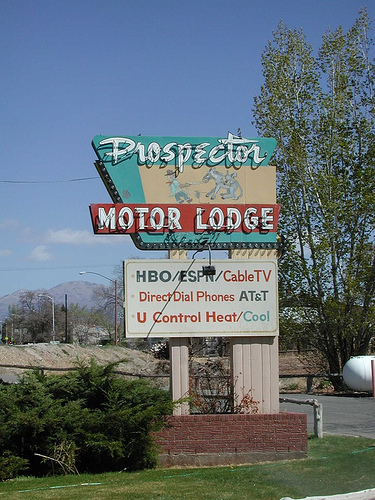 Prospector
MOTOR LODGE
HBO/ESPN/CableTV
Direct Dial Phones AT&T
U Control Heat/Cool